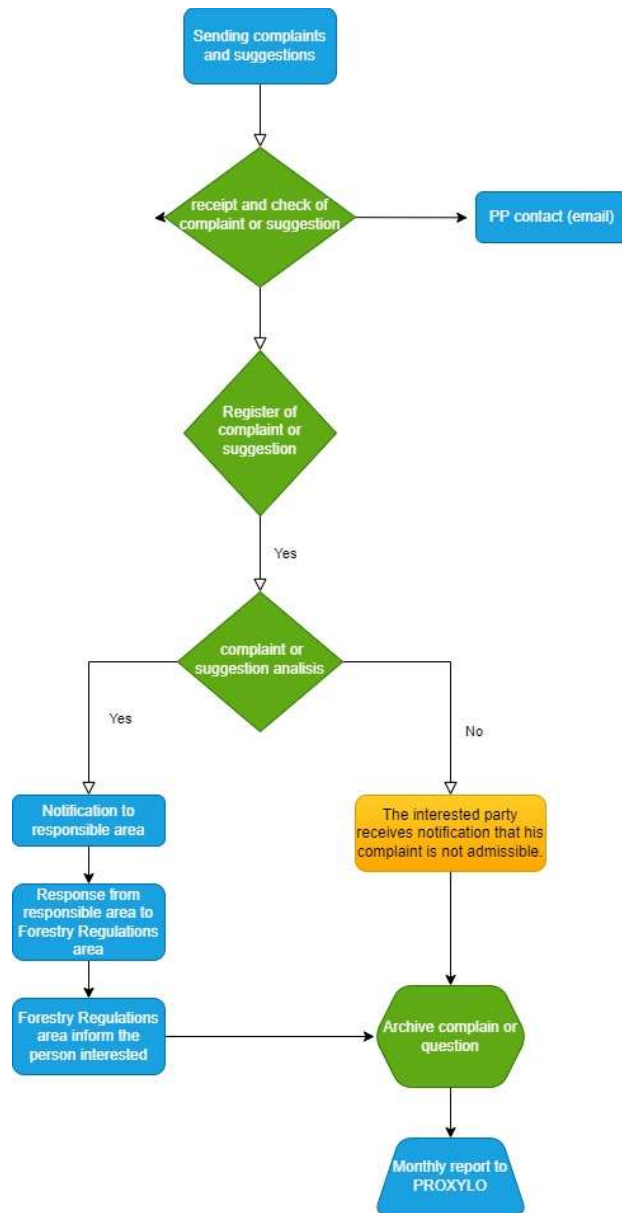 Sending complaints
and suggestions
receipt and check of
complaint or suggestion
PP contact (email)
Register of
complaint or
suggestion
Yes
complaint or
suggestion analisis
Yes
No
Notification to
responsible area
The interested party
receives notification that his
complaint is not admissible.
Response from
responsible area to
Forestry Regulations
area
Forestry Regulations
area inform the
person interested
Archive complain or
question
Monthly report to
PROXYLO